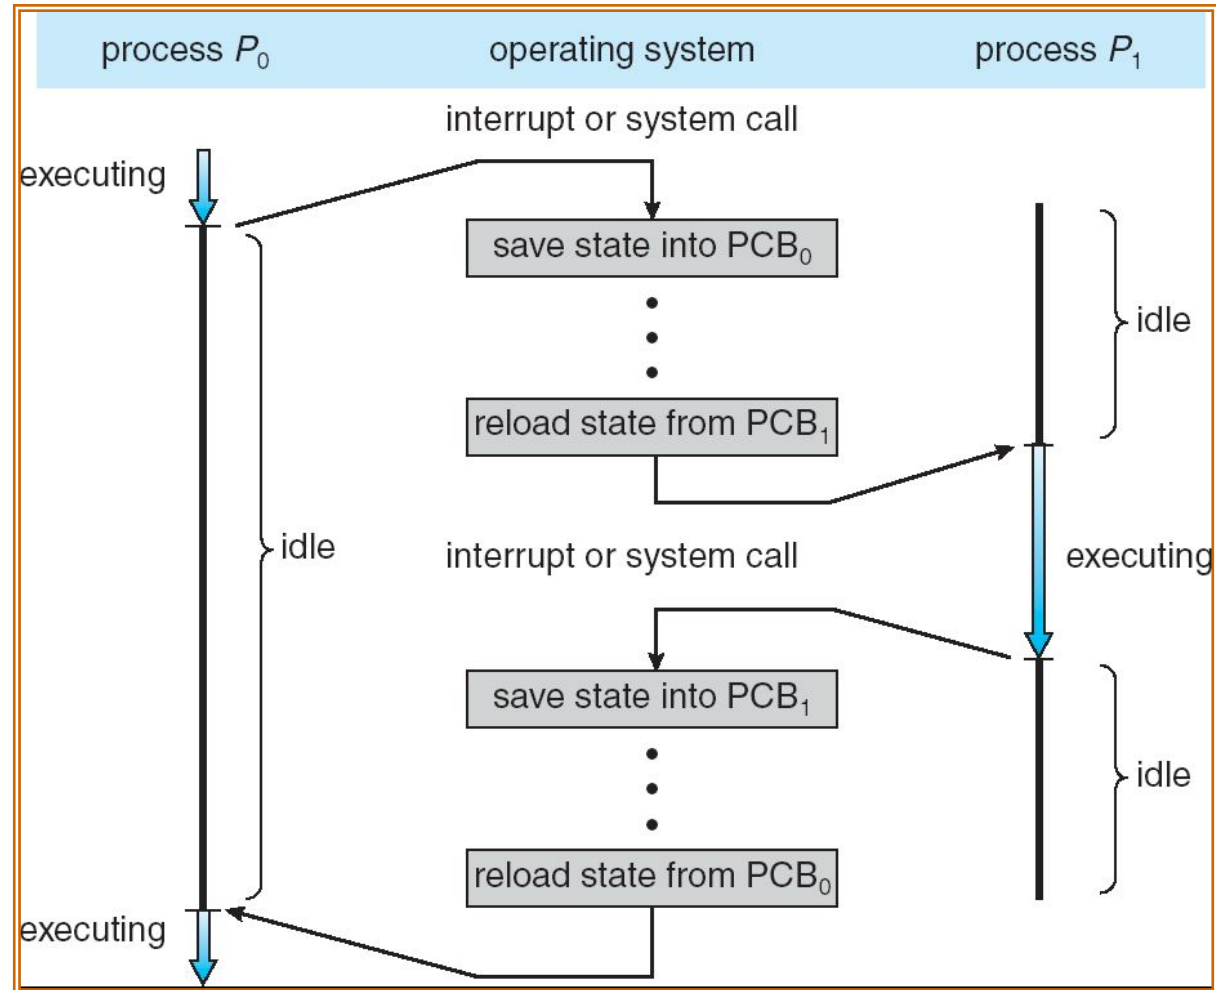 process P₀ operating system process P₁
interrupt or system call
executing
save state into PCB₀
idle
reload state from PCB₁
idle
interrupt or system call
executing
save state into PCB₁
idle
reload state from PCB₀
executing